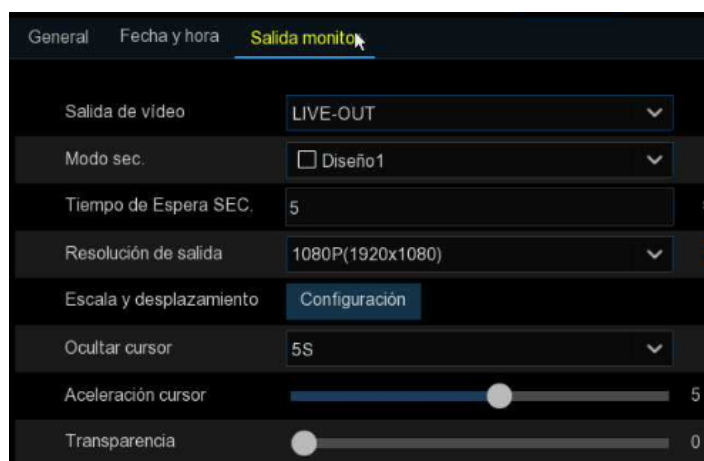 General Fecha y hora Salida monitor
Salida de vídeo LIVE-OUT
Modo sec. Diseño1
Tiempo de Espera SEC. 5
Resolución de salida 1080P(1920x1080)
Escala y desplazamiento Configuración
Ocultar cursor 5S
Aceleración cursor 5
Transparencia 0